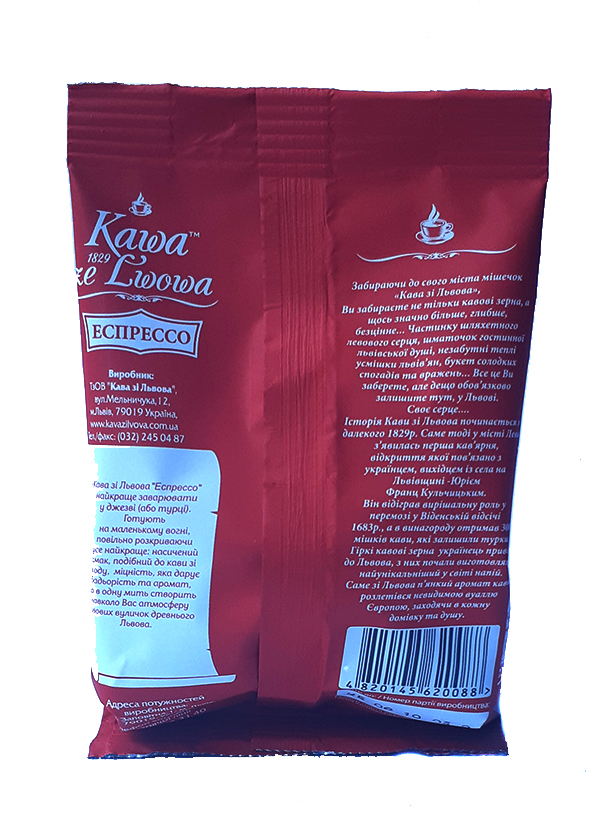 Kawa™
1829
ze Lwowa
ЕСПРЕССО
Виробник:
ТзОВ "Кава зі Львова",
вул.Мельничука, 12,
м.Львів, 79019 Україна,
www.kavazilvova.com.ua
Тел./факс: (032) 245 04 87
Кава зі Львова "Еспрессо"
найкраще заварювати
у джезві (або турці).
Готують
на маленькому вогні,
повільно розкриваючи
усе найкраще: насичений
смак, подібний до кави зі
міцність, яка дарує
бадьорість та аромат,
в одну мить створить
навколо Вас атмосферу
вуличок древнього
Львова.
Адреса потужностей
виробництва:
Забираючи до свого міста мішечок
«Кава зі Львова»,
Ви забираєте не тільки кавові зерна, а
щось значно більше, глибше,
безцінне... Частинку шляхетного
левового серця, шматочок гостинної
львівської душі, незабутні теплі
усмішки львів'ян, букет солодких
спогадів та вражень... Все це Ви
заберете, але дещо обов'язково
залишите тут, у Львові.
Своє серце....
Історія Кави зі Львова починається
далекого 1829р. Саме тоді у місті
з'явилась перша кав'ярня,
відкриття якої пов'язано з
українцем, вихідцем із села на
Львівщині -Юрієм
Франц Кульчицьким.
Він відіграв вирішальну роль у
перемозі у Віденській відсічі
1683р., а в винагороду отримав
мішків кави, які залишили турки.
Гіркі кавові зерна українець
до Львова, з них почали
найунікальніший у світі напій.
Саме зі Львова п'янкий аромат кави
розлетівся невидимою вуаллю
Європою, заходячи в кожну
домівку та душу.
4 820145 620088 >
/ Номер партії виробництва: